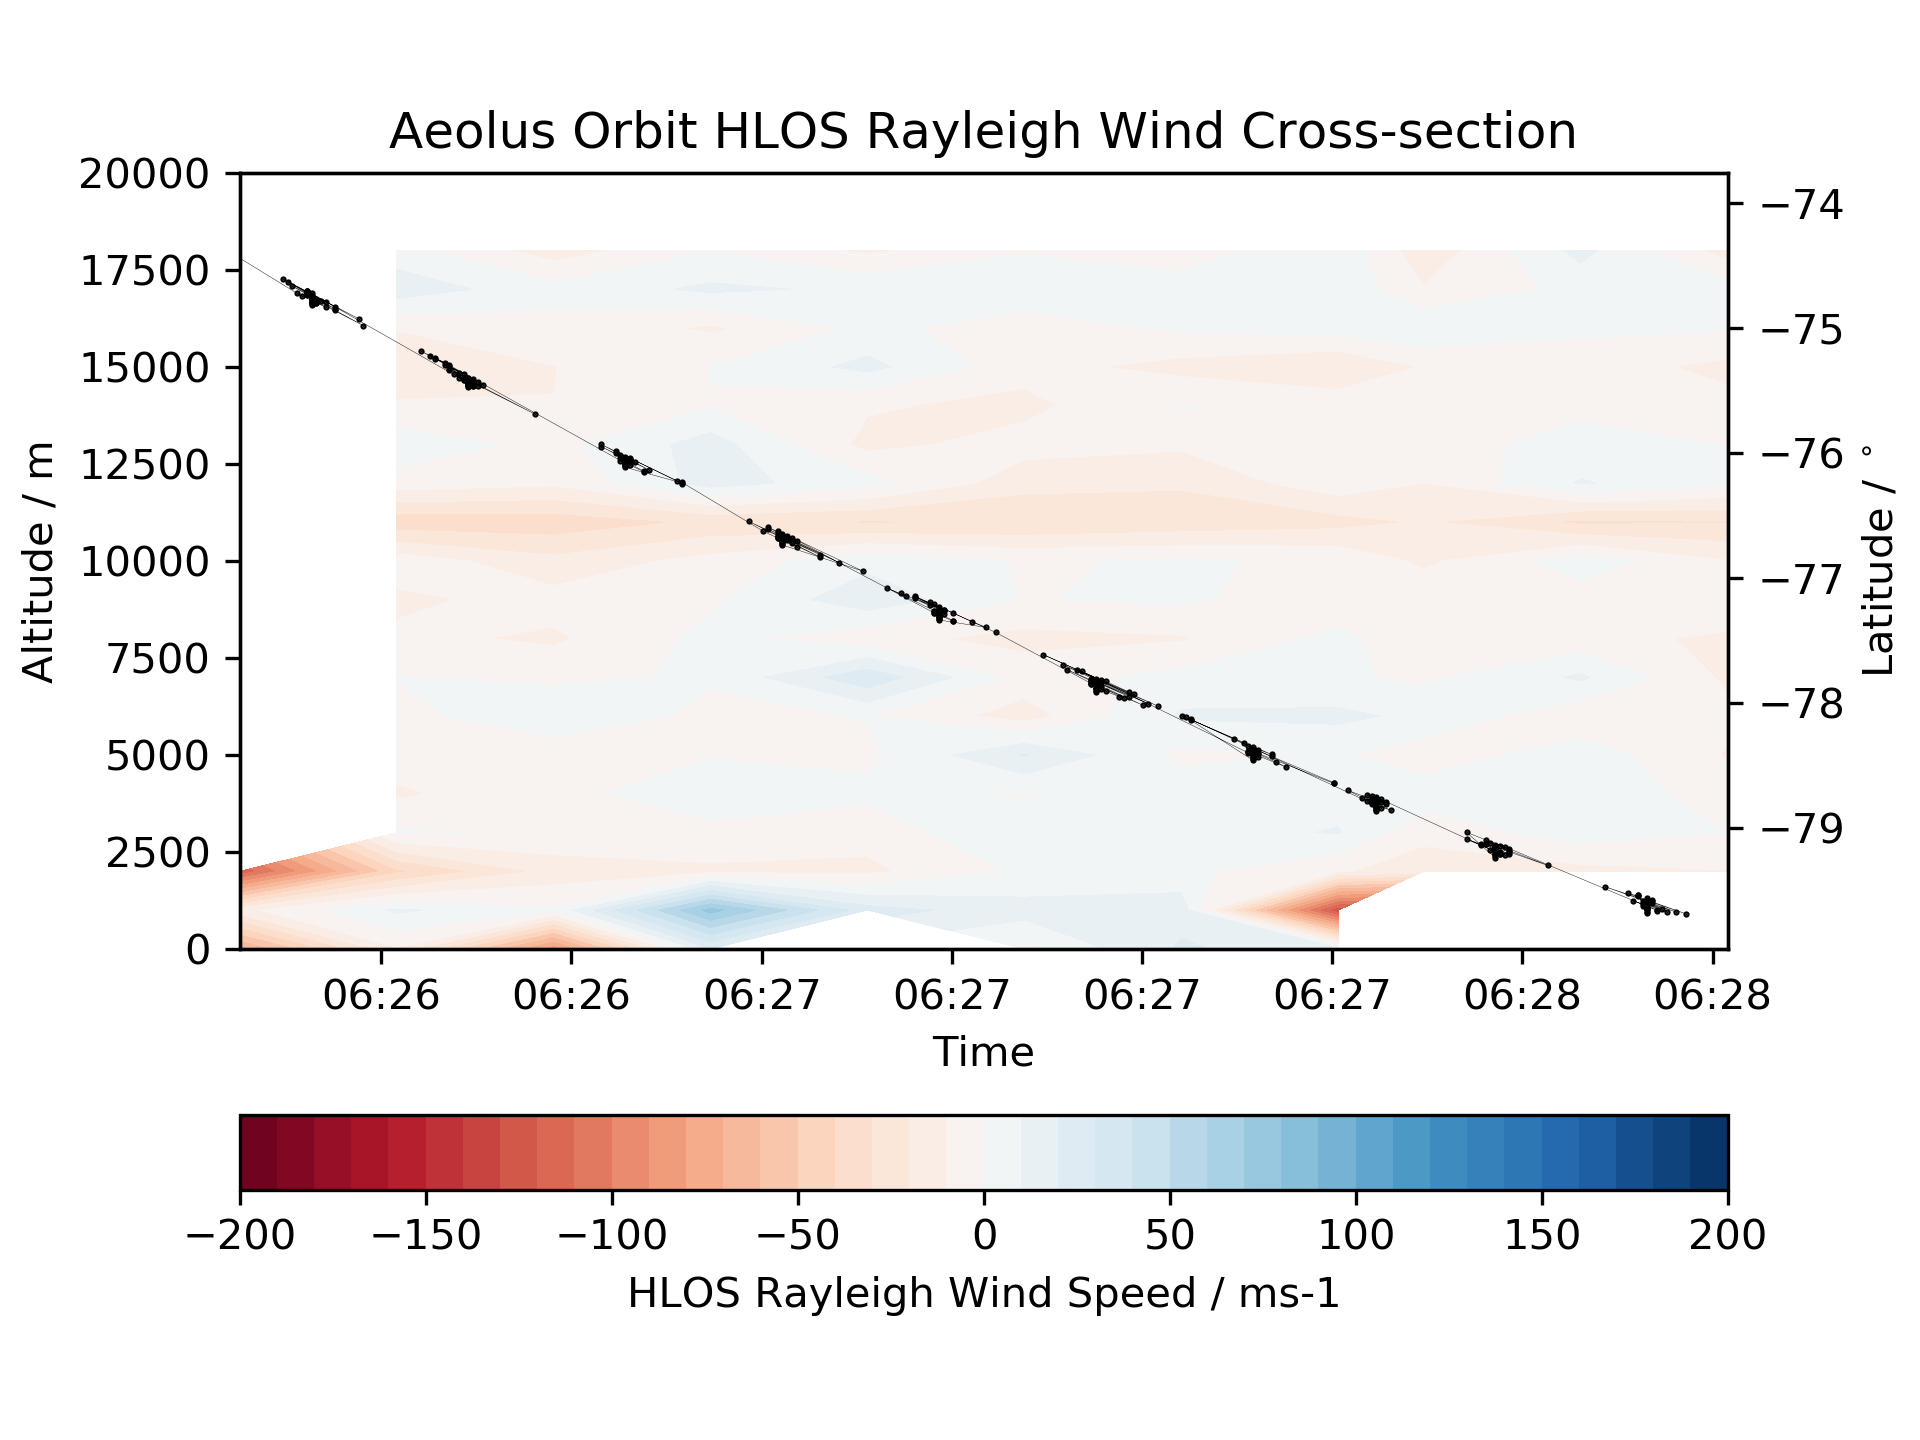 Aeolus Orbit HLOS Rayleigh Wind Cross-section
20000
17500
15000
12500
10000
7500
5000
2500
0
Altitude / m
−74
−75
−76
−77
−78
−79
Latitude / °
06:26 06:26 06:27 06:27 06:27 06:27 06:28 06:28
Time
−200 −150 −100 −50 0 50 100 150 200
HLOS Rayleigh Wind Speed / ms-1